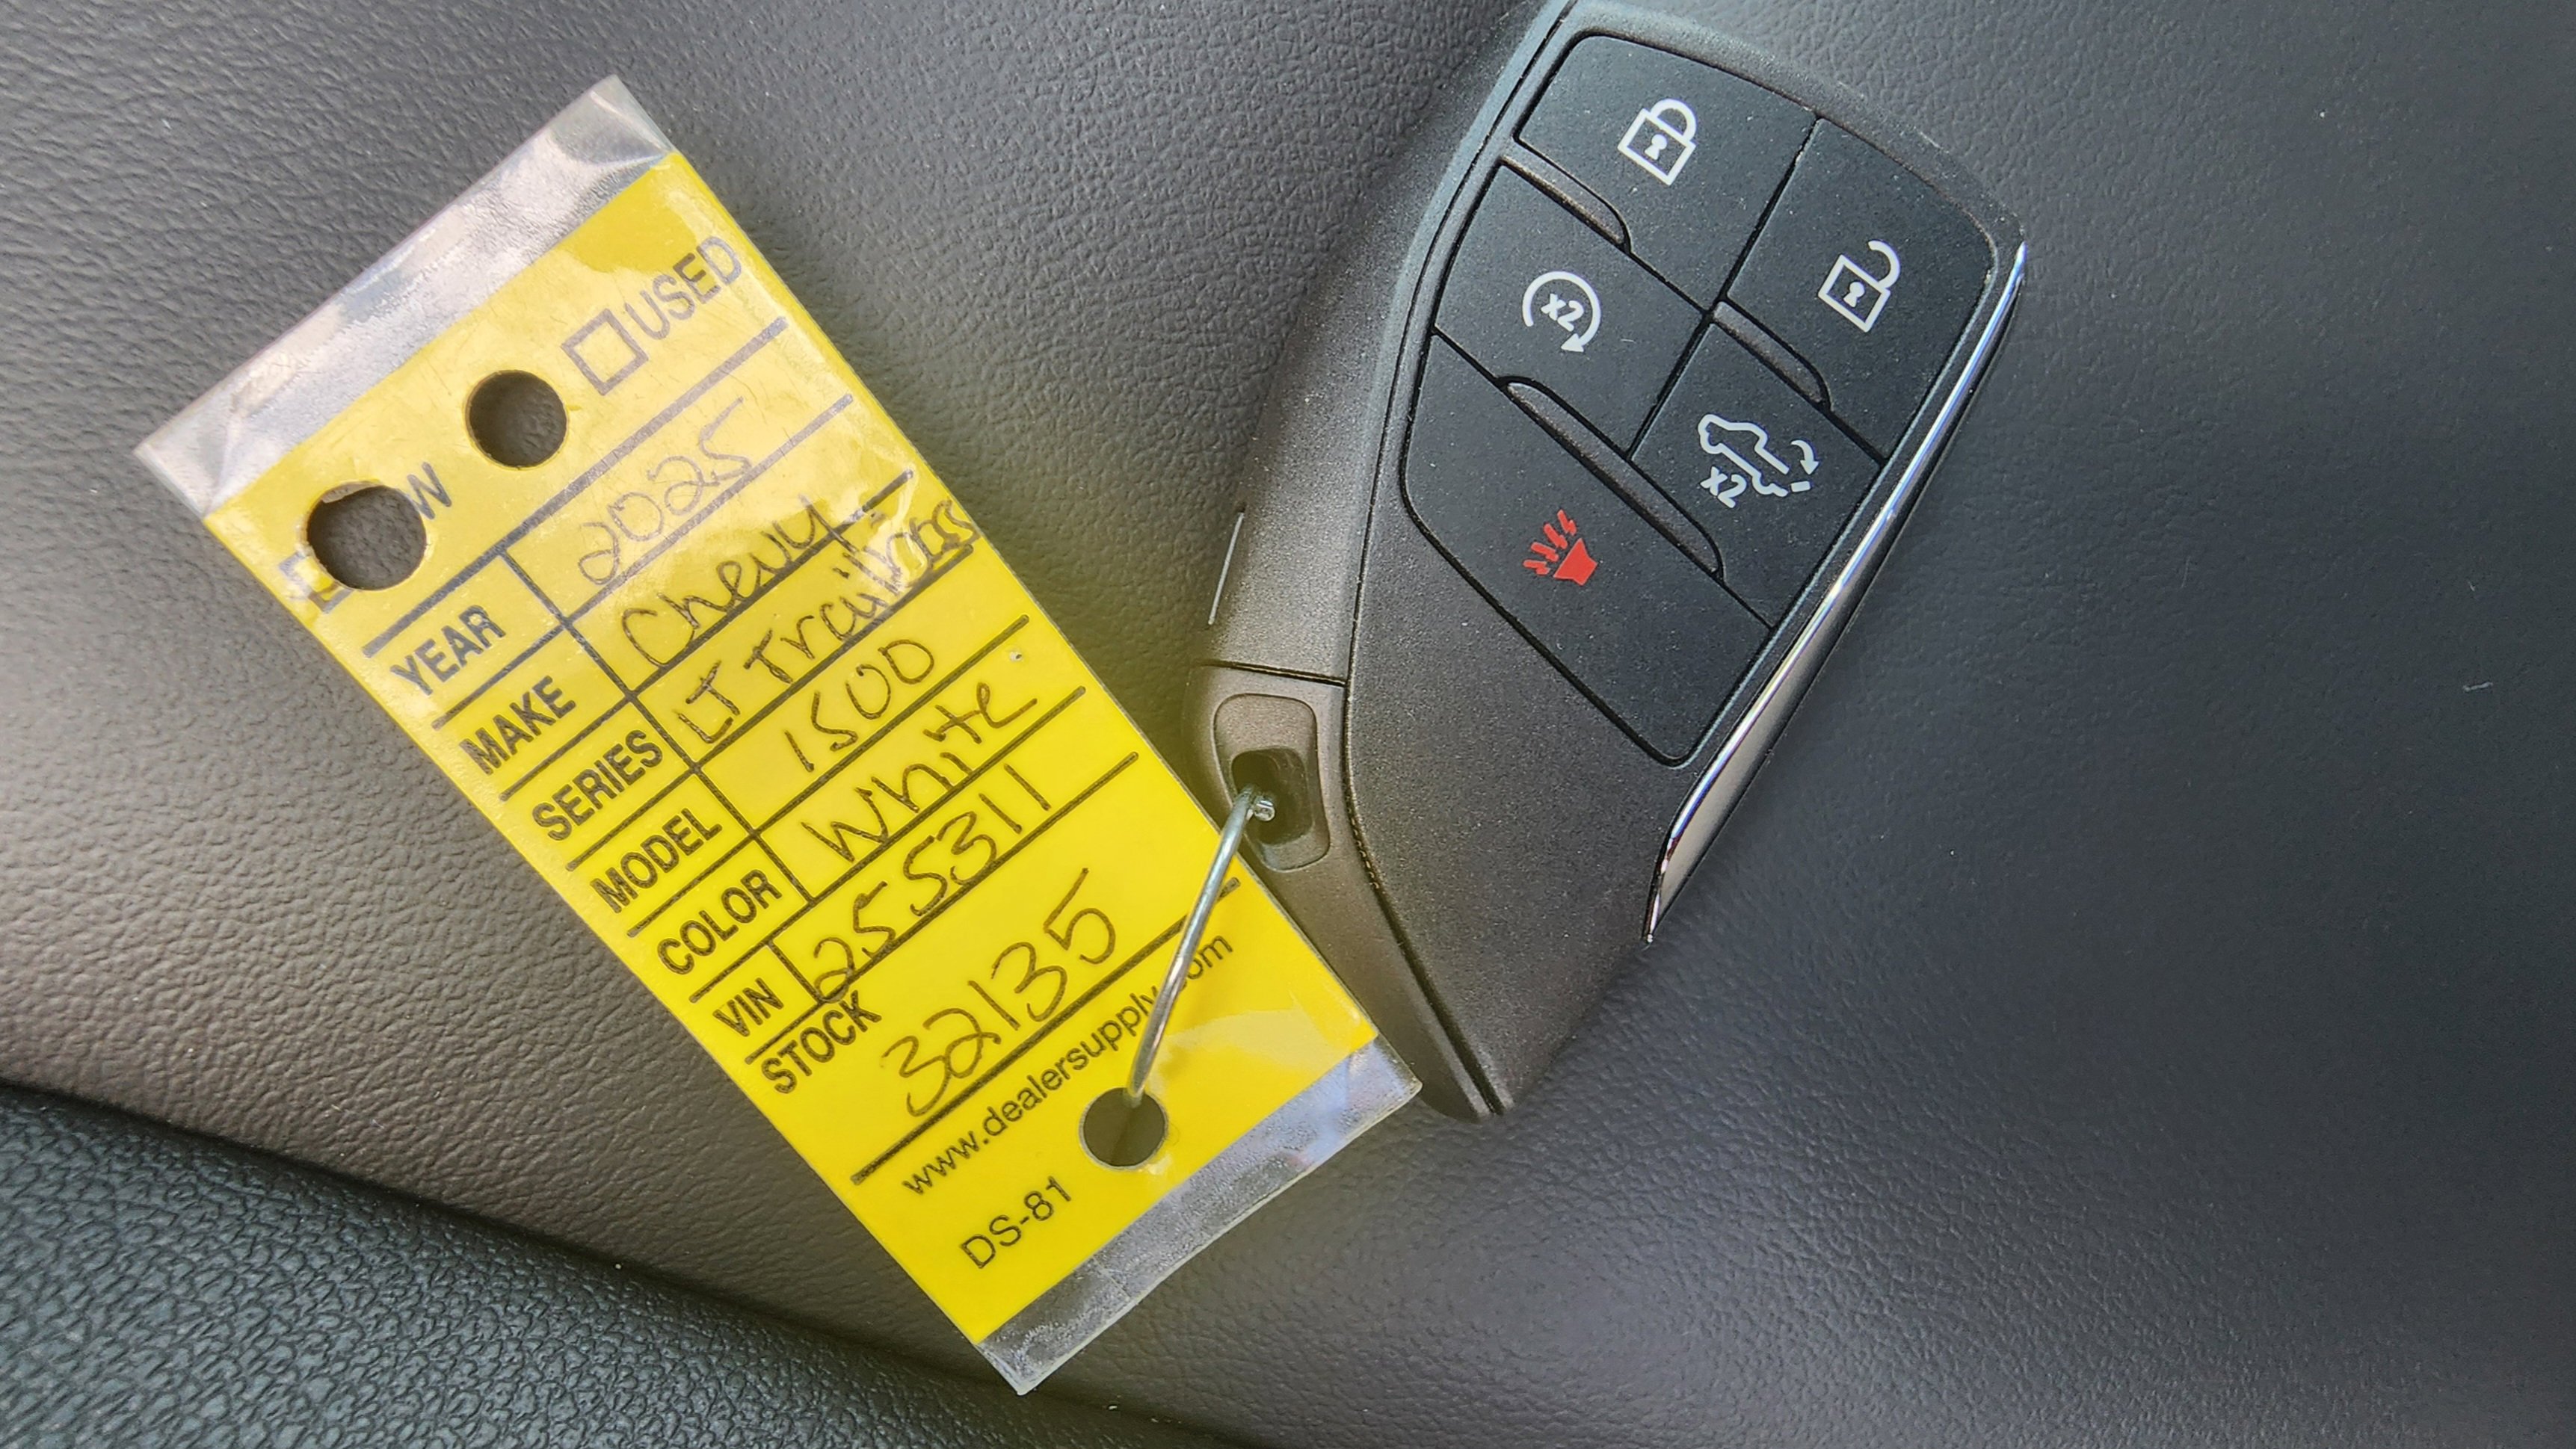 W
USED
YEAR 2025
MAKE Chevy
SERIES LT Trailboss
MODEL 1500
COLOR White
VIN 255311
STOCK
32135
www.dealersupply.com
DS-81
x2
x2